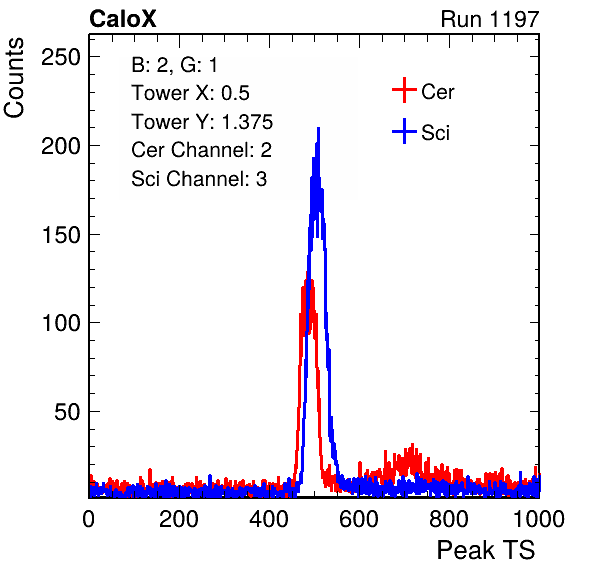 CaloX Run 1197
Counts
250
200
150
100
50
B: 2, G: 1
Tower X: 0.5
Tower Y: 1.375
Cer Channel: 2
Sci Channel: 3
Cer
Sci
0 200 400 600 800 1000
Peak TS